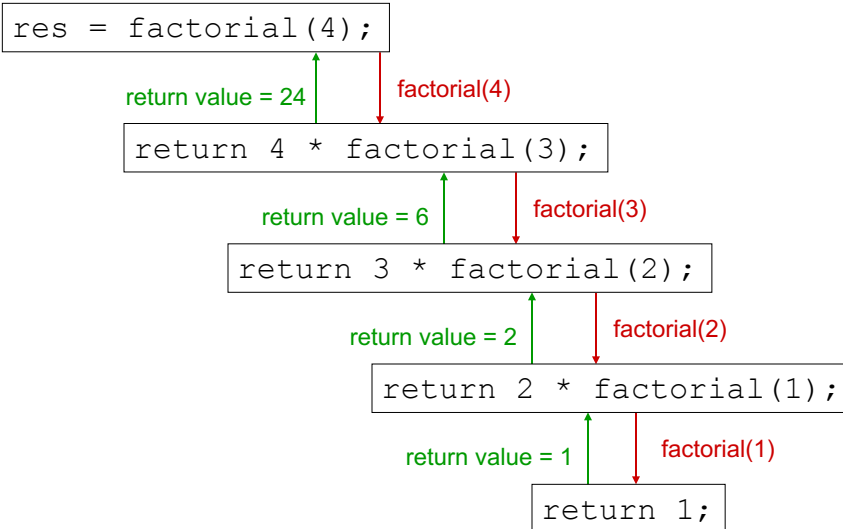 res = factorial(4);
return value = 24
factorial(4)
return 4 * factorial(3);
return value = 6
factorial(3)
return 3 * factorial(2);
return value = 2
factorial(2)
return 2 * factorial(1);
return value = 1
factorial(1)
return 1;